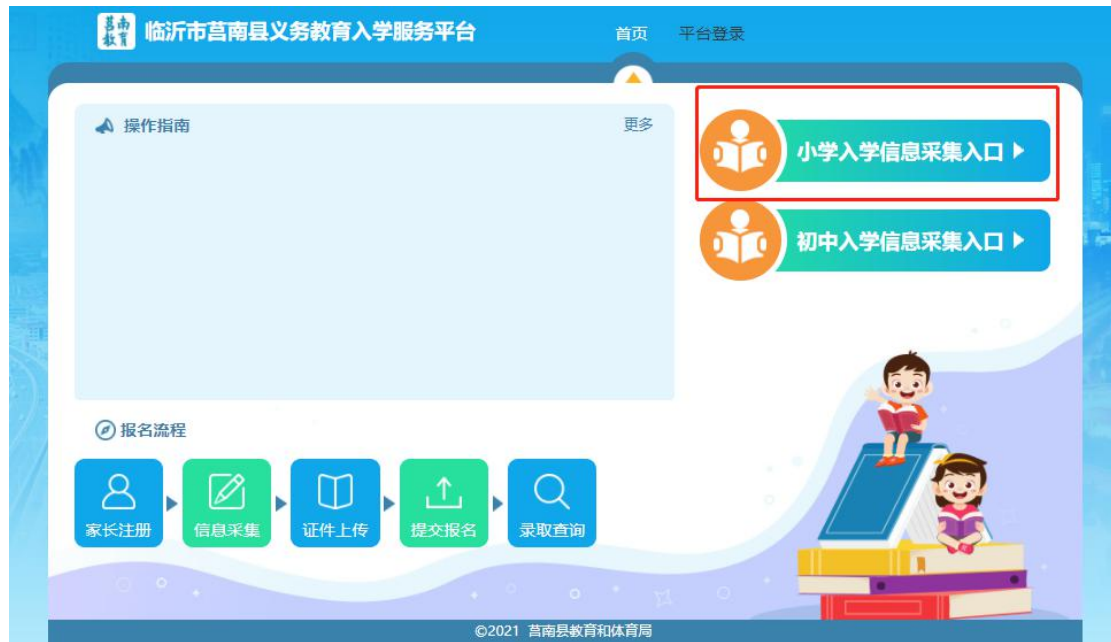 莒南教育
临沂市莒南县义务教育入学服务平台 首页 平台登录
操作指南 更多
小学入学信息采集入口
初中入学信息采集入口
报名流程
家长注册 信息采集 证件上传 提交报名 录取查询
©2021 莒南县教育和体育局